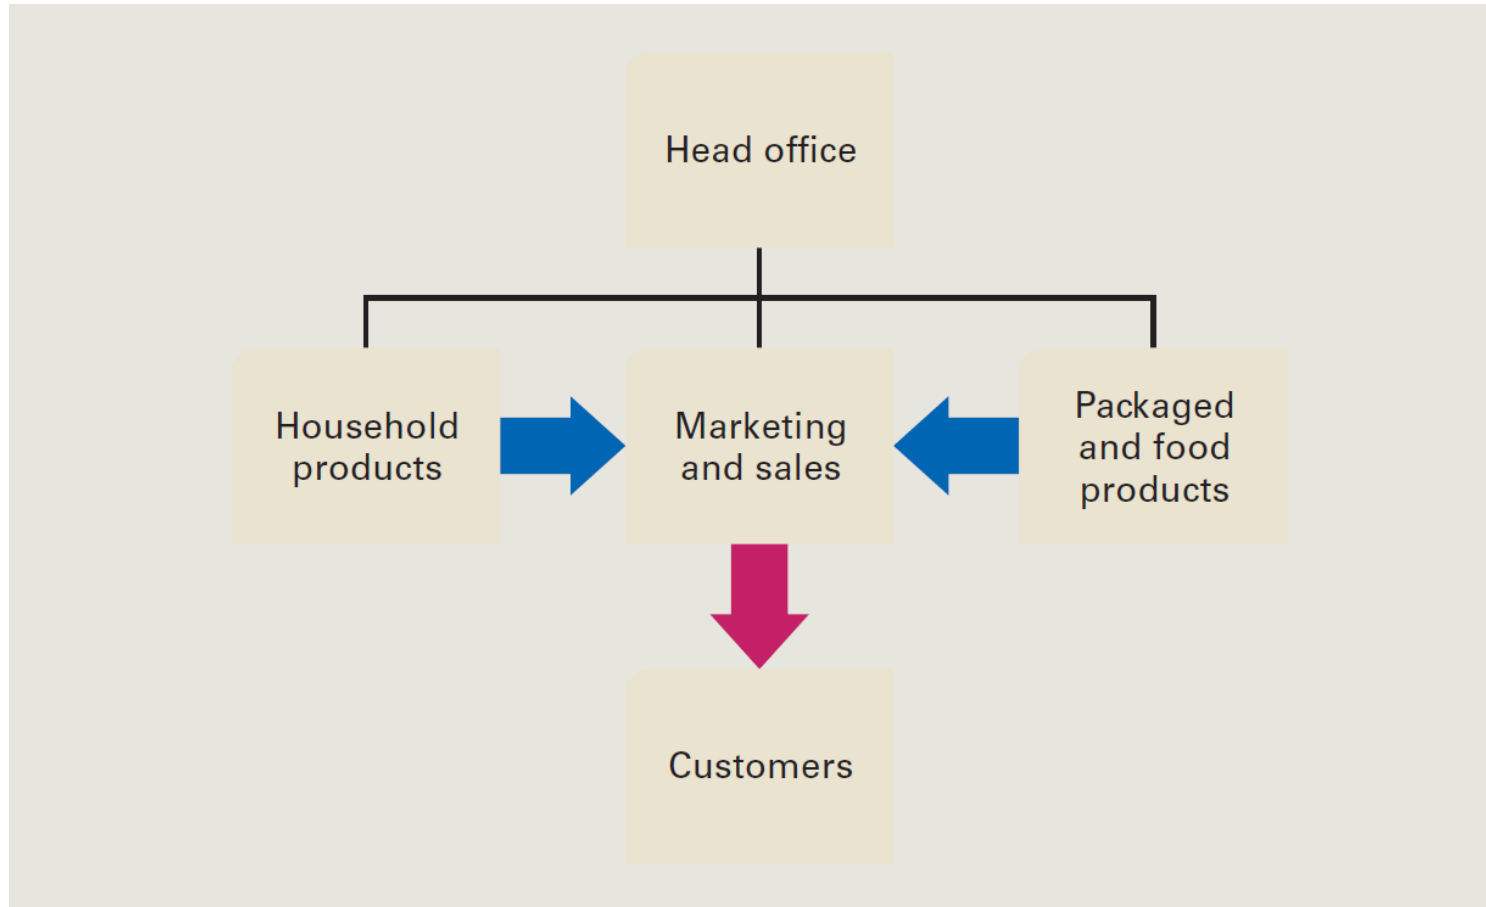 Head office
Household
products
Marketing
and sales
Packaged
and food
products
Customers